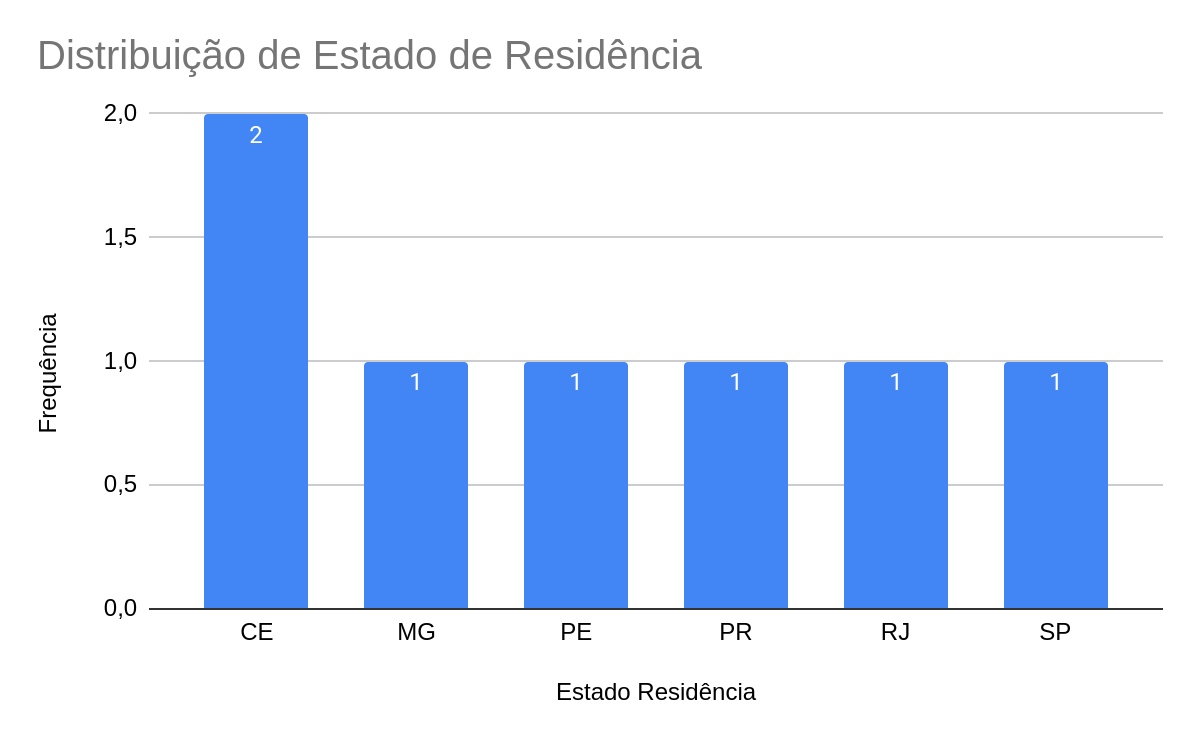 Distribuição de Estado de Residência
Frequência
2,0
1,5
1,0
0,5
0,0
2
1
1
1
1
1
CE MG PE PR RJ SP
Estado Residência